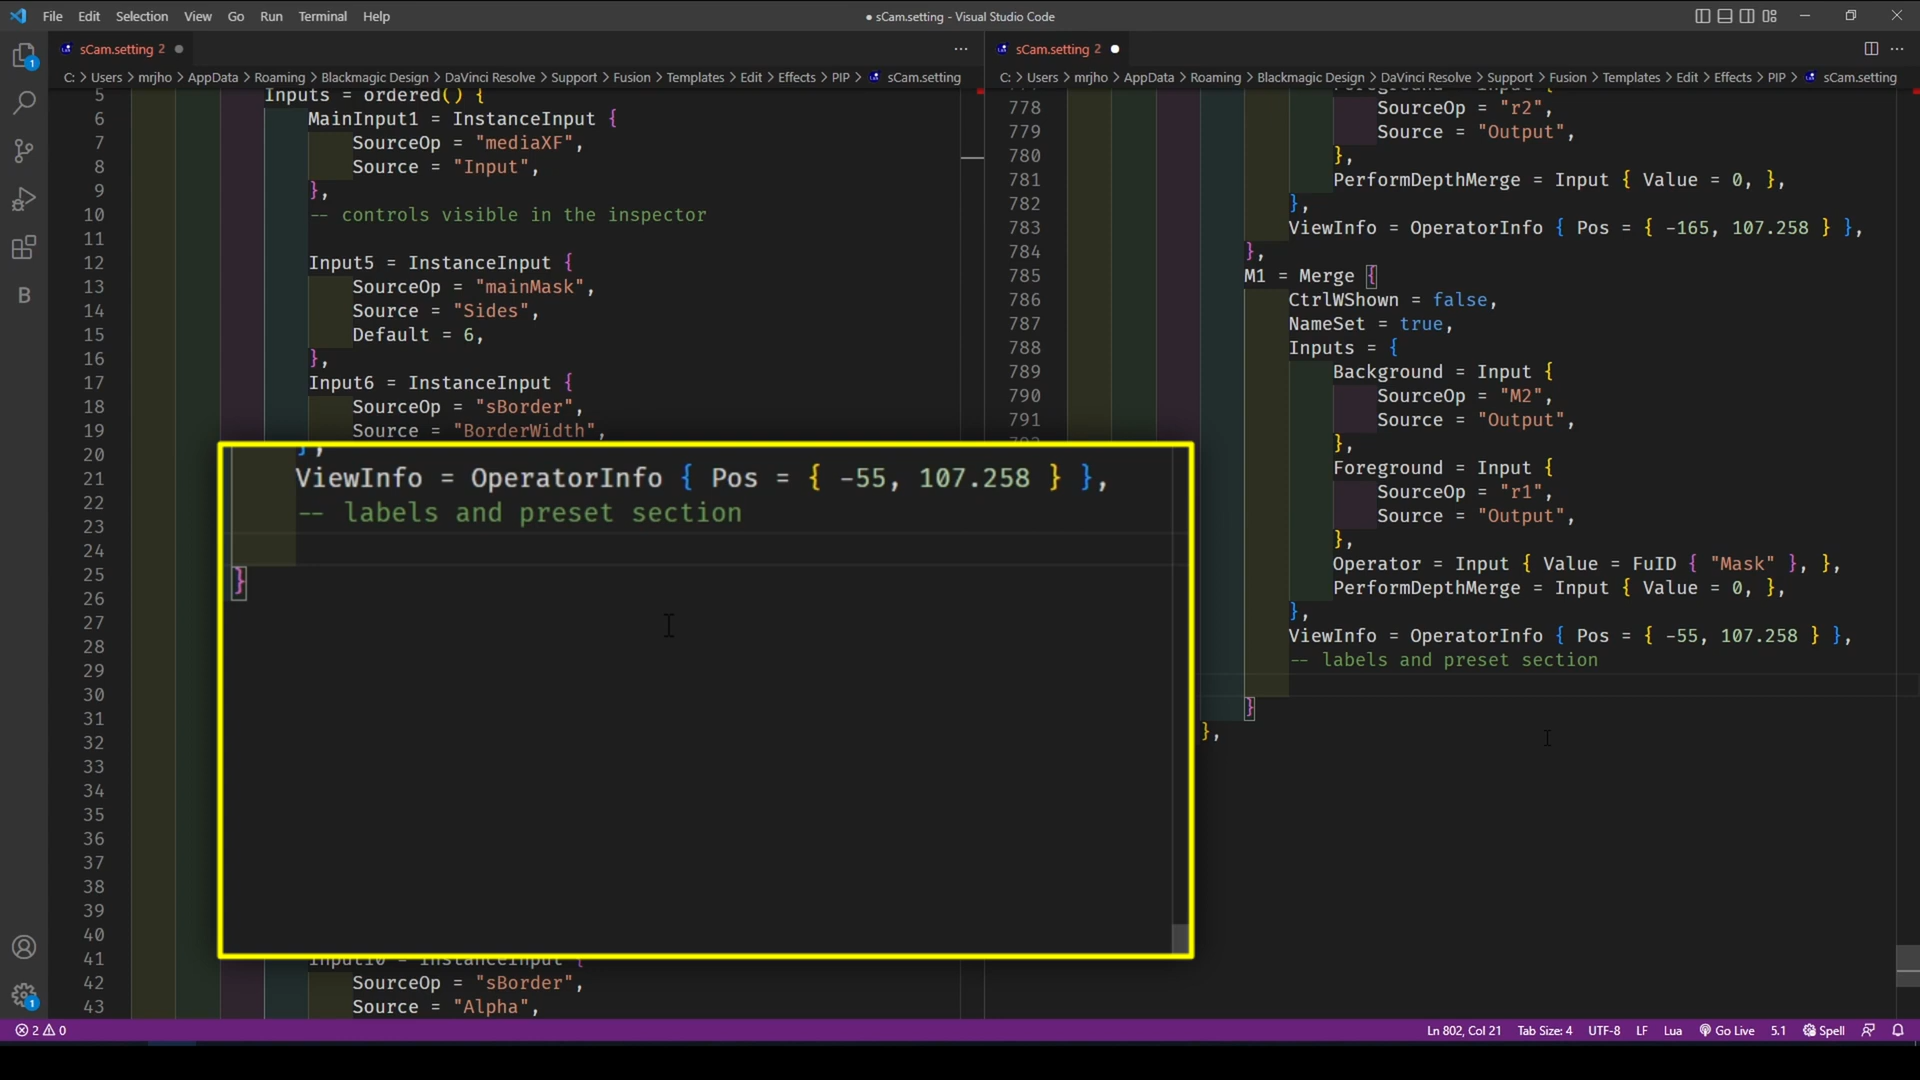 File Edit Selection View Go Run Terminal Help
● sCam.setting - Visual Studio Code
sCam.setting 2 ●
C: > Users > mrjho > AppData > Roaming > Blackmagic Design > DaVinci Resolve > Support > Fusion > Templates > Edit > Effects > PIP > sCam.setting
5 Inputs = ordered() {
6 MainInput1 = InstanceInput {
7 SourceOp = "mediaXF",
8 Source = "Input",
9 },
10 -- controls visible in the inspector
11
12 Input5 = InstanceInput {
13 SourceOp = "mainMask",
14 Source = "Sides",
15 Default = 6,
16 },
17 Input6 = InstanceInput {
18 SourceOp = "sBorder",
19 Source = "BorderWidth",
20
21
22
23
24
25
26
27
28
29
30
31
32
33
34
35
36
37
38
39
40
41 Input10 = InstanceInput {
42 SourceOp = "sBorder",
43 Source = "Alpha",
},
ViewInfo = OperatorInfo { Pos = { -55, 107.258 } },
-- labels and preset section
}
sCam.setting 2 ●
C: > Users > mrjho > AppData > Roaming > Blackmagic Design > DaVinci Resolve > Support > Fusion > Templates > Edit > Effects > PIP > sCam.setting
778 SourceOp = "r2",
779 Source = "Output",
780 },
781 PerformDepthMerge = Input { Value = 0, },
782 },
783 ViewInfo = OperatorInfo { Pos = { -165, 107.258 } },
784 },
785 M1 = Merge {
786 CtrlWShown = false,
787 NameSet = true,
788 Inputs = {
789 Background = Input {
790 SourceOp = "M2",
791 Source = "Output",
},
Foreground = Input {
SourceOp = "r1",
Source = "Output",
},
Operator = Input { Value = FuID { "Mask" }, },
PerformDepthMerge = Input { Value = 0, },
},
ViewInfo = OperatorInfo { Pos = { -55, 107.258 } },
-- labels and preset section
}
},
B
1
1
2 0
Ln 802, Col 21 Tab Size: 4 UTF-8 LF Lua Go Live 5.1 Spell